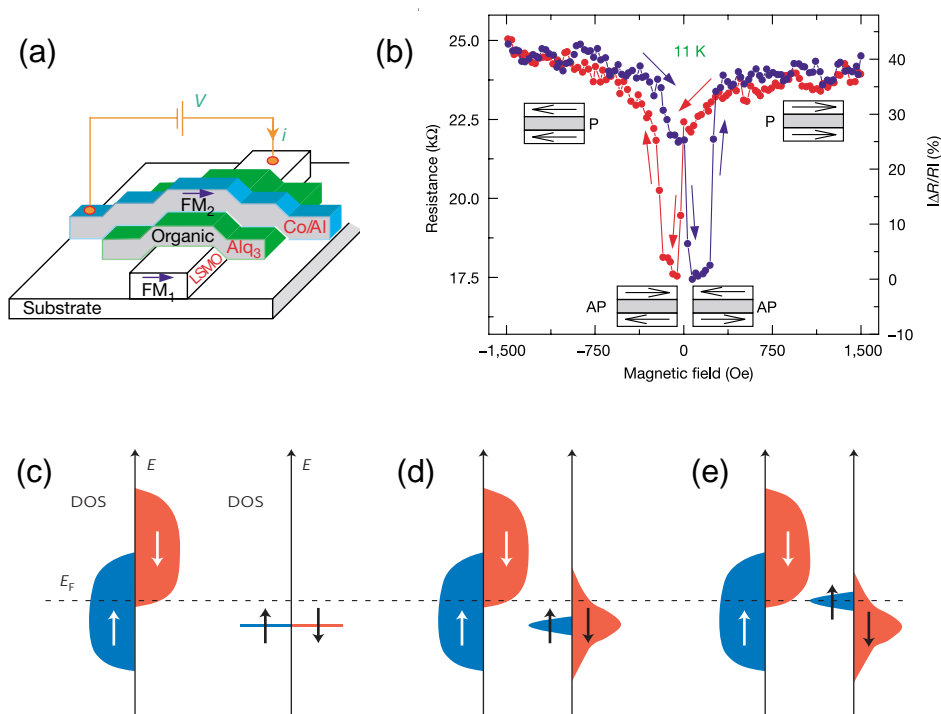 (a)
V
i
FM2
Co/Al
Organic
Alq3
LSMO
FM1
Substrate
(b)
11 K
25.0
22.5
20.0
17.5
Resistance (kΩ)
P
P
AP
AP
40
30
20
10
0
−10
|ΔR/R| (%)
−1,500
−750
0
750
1,500
Magnetic field (Oe)
(c)
E
E
DOS
DOS
EF
(d)
(e)